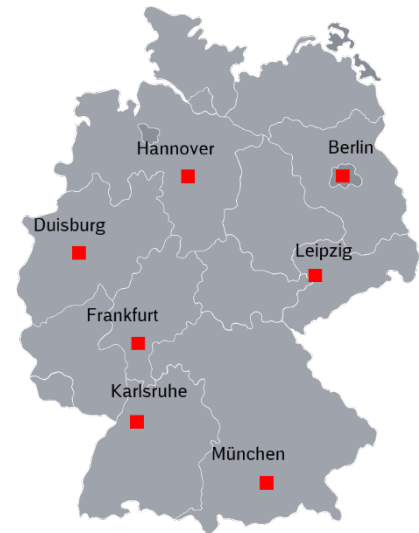 Hannover
Berlin
Duisburg
Leipzig
Frankfurt
Karlsruhe
München